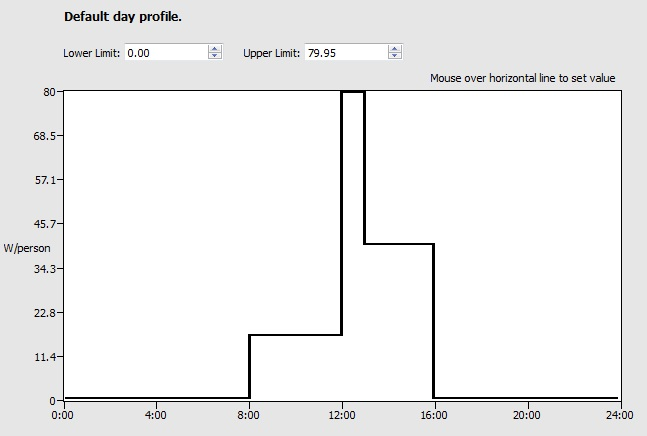 Default day profile.
Lower Limit: 0.00 Upper Limit: 79.95
Mouse over horizontal line to set value
80
68.5
57.1
45.7
W/person
34.3
22.8
11.4
0
0:00 4:00 8:00 12:00 16:00 20:00 24:00